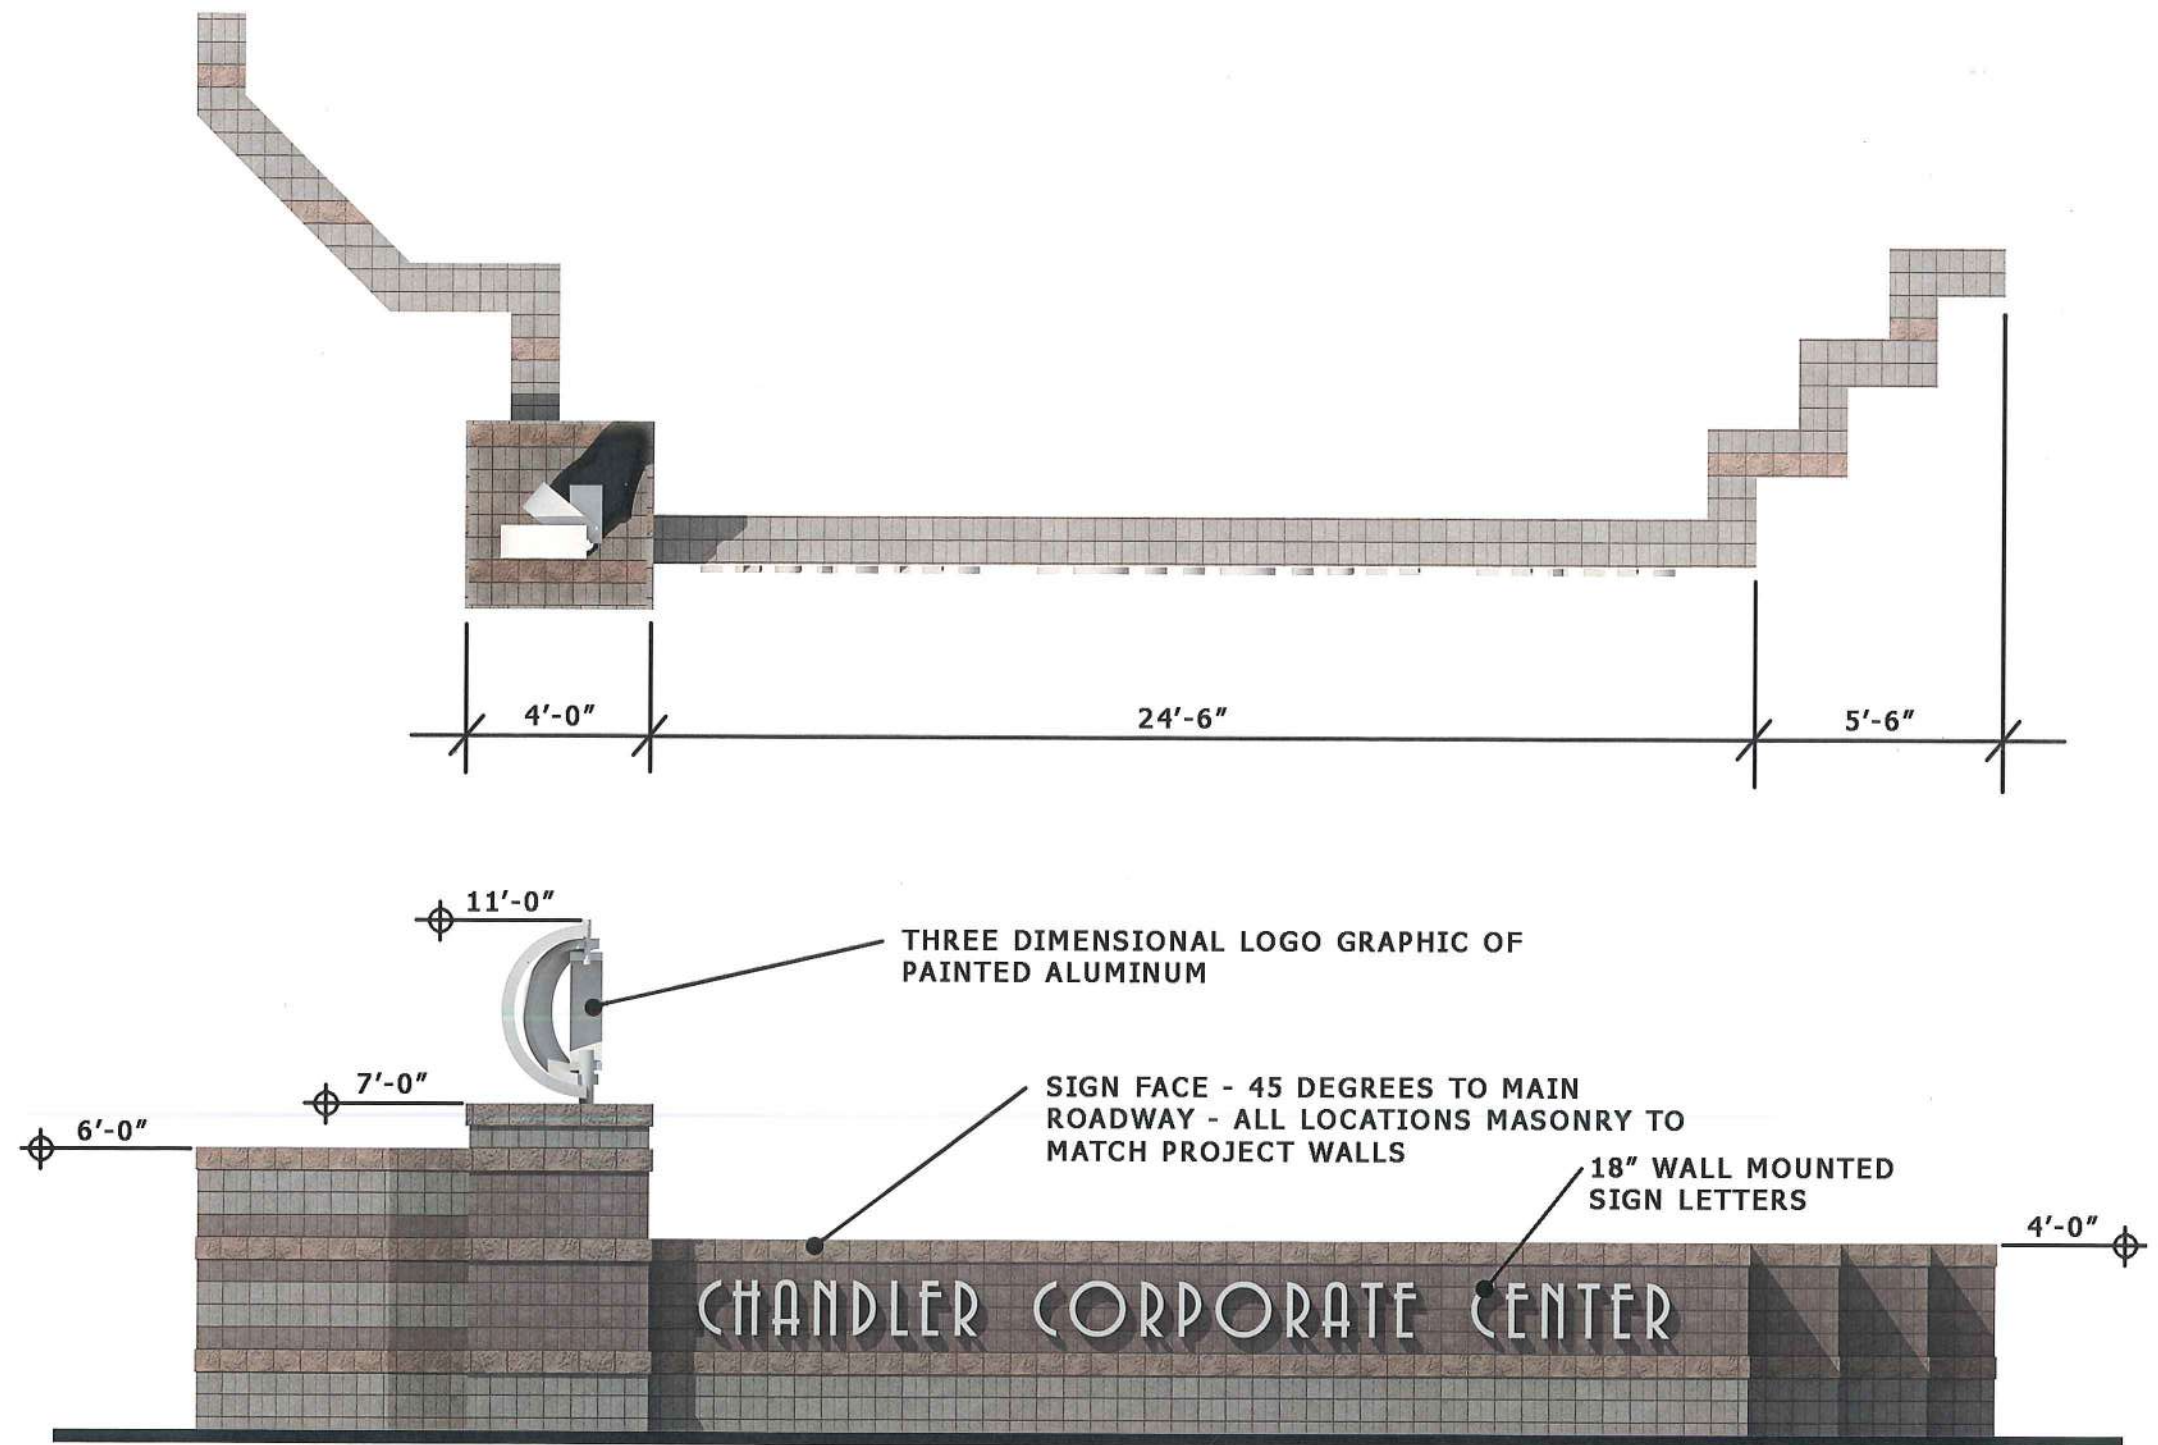 4′-0″
24′-6″
5′-6″
11′-0″
THREE DIMENSIONAL LOGO GRAPHIC OF
PAINTED ALUMINUM
7′-0″
SIGN FACE - 45 DEGREES TO MAIN
ROADWAY - ALL LOCATIONS MASONRY TO
MATCH PROJECT WALLS
6′-0″
18″ WALL MOUNTED
SIGN LETTERS
4′-0″
CHANDLER CORPORATE CENTER